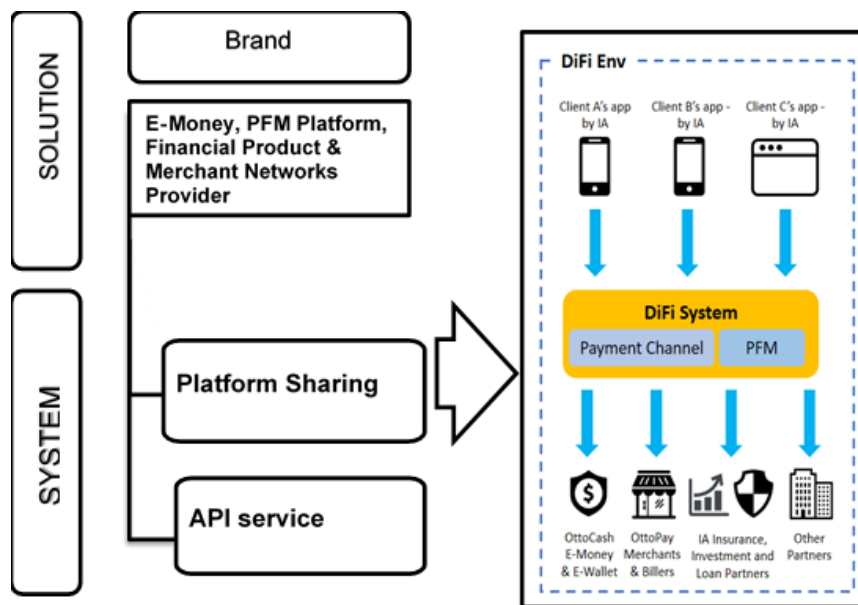 SOLUTION
Brand
E-Money, PFM Platform,
Financial Product &
Merchant Networks
Provider
SYSTEM
Platform Sharing
API service
DiFi Env
Client A's app
by IA
Client B's app -
by IA
Client C's app -
by IA
DiFi System
Payment Channel
PFM
$
OttoCash
E-Money
& E-Wallet
OttoPay
Merchants
& Billers
IA Insurance,
Investment and
Loan Partners
Other
Partners